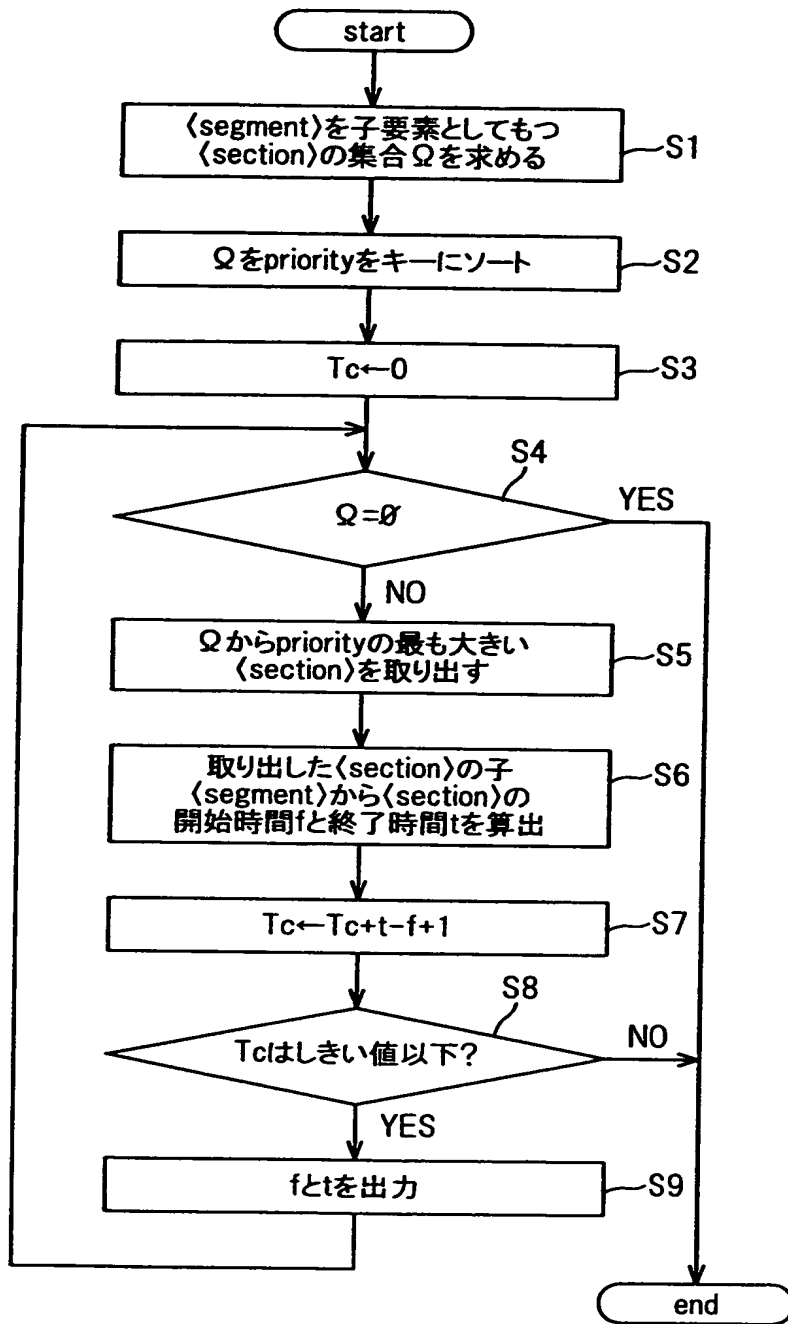 start
〈segment〉を子要素としてもつ
〈section〉の集合Ωを求める
S1
Ωをpriorityをキーにソート
S2
Tc←0
S3
S4
Ω=∅
YES
NO
Ωからpriorityの最も大きい
〈section〉を取り出す
S5
取り出した〈section〉の子
〈segment〉から〈section〉の
開始時間fと終了時間tを算出
S6
Tc←Tc+t−f+1
S7
S8
Tcはしきい値以下?
NO
YES
fとtを出力
S9
end